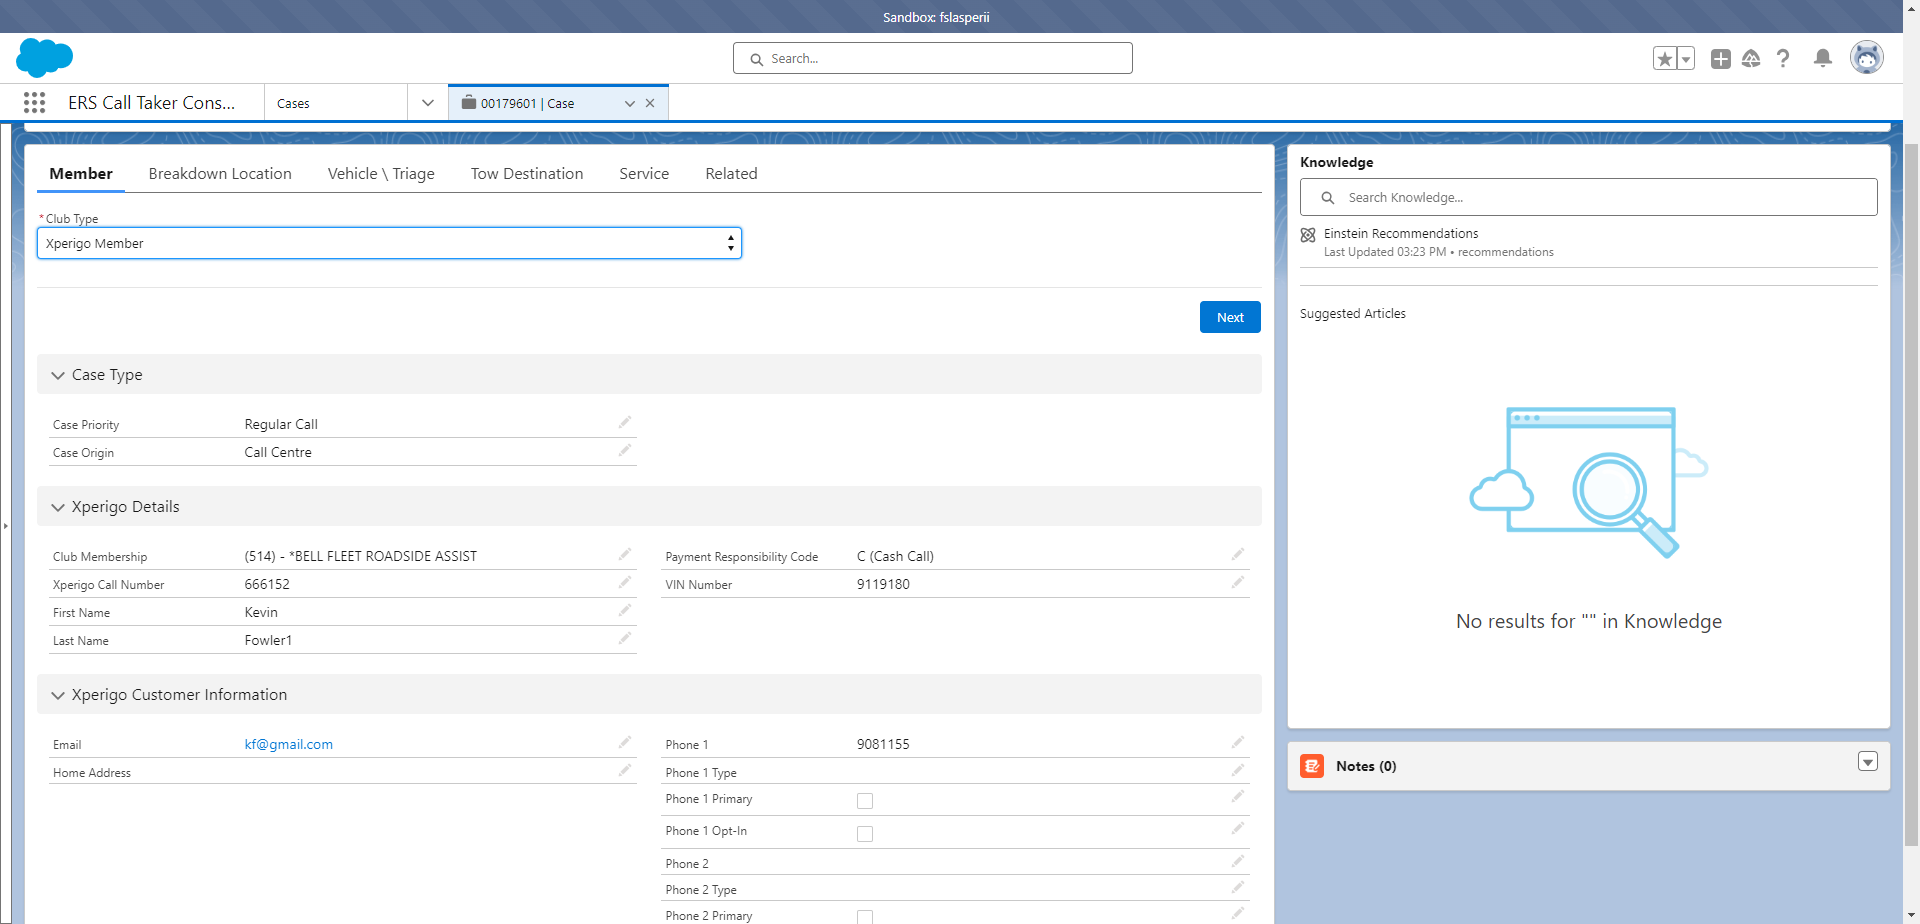 Sandbox: fslasperii
Search...
ERS Call Taker Cons...
Cases
00179601 | Case
Member
Breakdown Location
Vehicle \ Triage
Tow Destination
Service
Related
*Club Type
Xperigo Member
Next
Case Type
Case Priority Regular Call
Case Origin Call Centre
Xperigo Details
Club Membership (514) - *BELL FLEET ROADSIDE ASSIST
Payment Responsibility Code C (Cash Call)
Xperigo Call Number 666152
VIN Number 9119180
First Name Kevin
Last Name Fowler1
Xperigo Customer Information
Email kf@gmail.com
Phone 1 9081155
Home Address
Phone 1 Type
Phone 1 Primary
Phone 1 Opt-In
Phone 2
Phone 2 Type
Phone 2 Primary
Knowledge
Search Knowledge...
Einstein Recommendations
Last Updated 03:23 PM • recommendations
Suggested Articles
No results for "" in Knowledge
Notes (0)